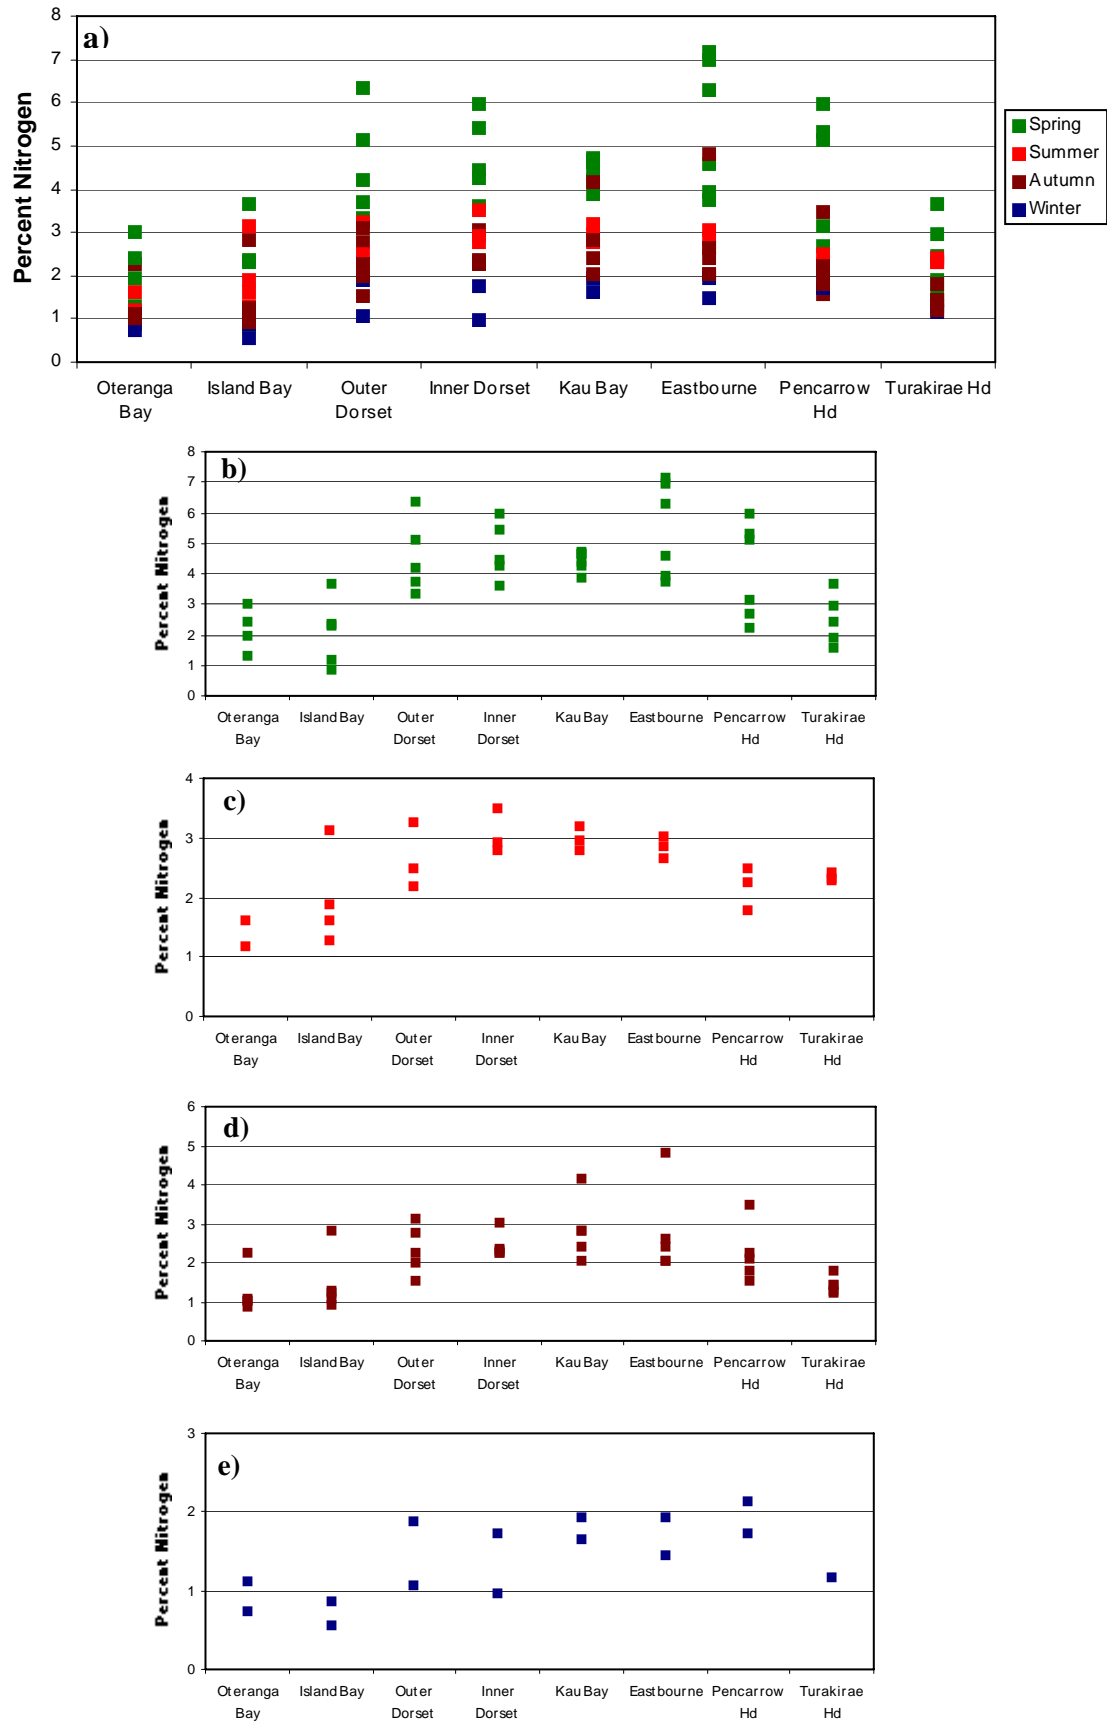 a)
Percent Nitrogen
8
7
6
5
4
3
2
1
0
Oteranga Bay
Island Bay
Outer Dorset
Inner Dorset
Kau Bay
Eastbourne
Pencarrow Hd
Turakirae Hd
Spring
Summer
Autumn
Winter
b)
Percent Nitrogen
8
7
6
5
4
3
2
1
0
Oteranga Bay
Island Bay
Outer Dorset
Inner Dorset
Kau Bay
Eastbourne
Pencarrow Hd
Turakirae Hd
c)
Percent Nitrogen
4
3
2
1
0
Oteranga Bay
Island Bay
Outer Dorset
Inner Dorset
Kau Bay
Eastbourne
Pencarrow Hd
Turakirae Hd
d)
Percent Nitrogen
6
5
4
3
2
1
0
Oteranga Bay
Island Bay
Outer Dorset
Inner Dorset
Kau Bay
Eastbourne
Pencarrow Hd
Turakirae Hd
e)
Percent Nitrogen
3
2
1
0
Oteranga Bay
Island Bay
Outer Dorset
Inner Dorset
Kau Bay
Eastbourne
Pencarrow Hd
Turakirae Hd